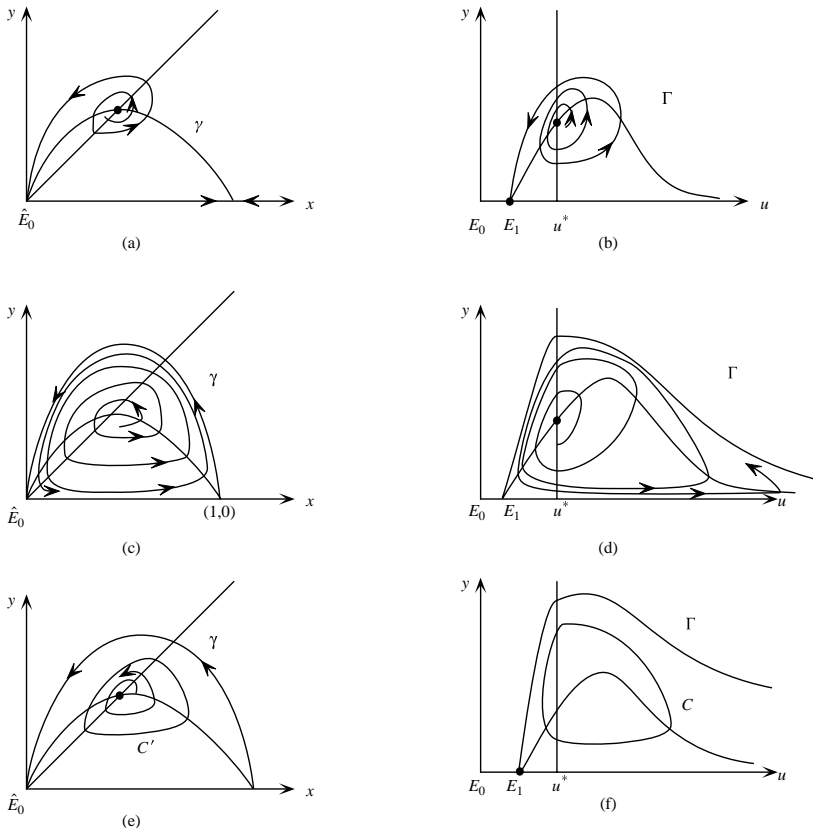 y
γ
x
Ê₀
(a)
y
Γ
E₀ E₁ u* u
(b)
y
γ
x
Ê₀ (1,0)
(c)
y
Γ
E₀ E₁ u* u
(d)
y
γ
C′
x
Ê₀
(e)
y
Γ
C
E₀ E₁ u* u
(f)